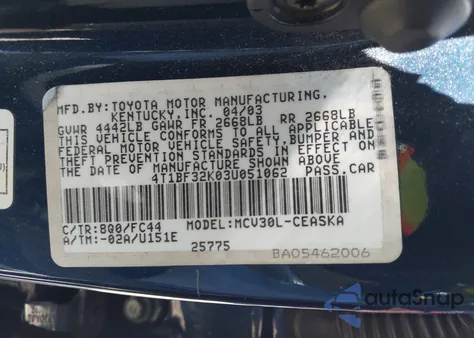 MFD.BY:TOYOTA MOTOR MANUFACTURING,
KENTUCKY,INC. 04/03
GVWR 4442LB GAWR FR 2668LB RR 2668LB
THIS VEHICLE CONFORMS TO ALL APPLICABLE
FEDERAL MOTOR VEHICLE SAFETY,BUMPER AND
THEFT PREVENTION STANDARDS IN EFFECT ON
THE DATE OF MANUFACTURE SHOWN ABOVE.
4T1BF32K03U051062 PASS.CAR
C/TR:8Q0/FC44 MODEL:MCV30L-CEASKA
A/TM:-02A/U151E
25775
BA05462006
autoSnap